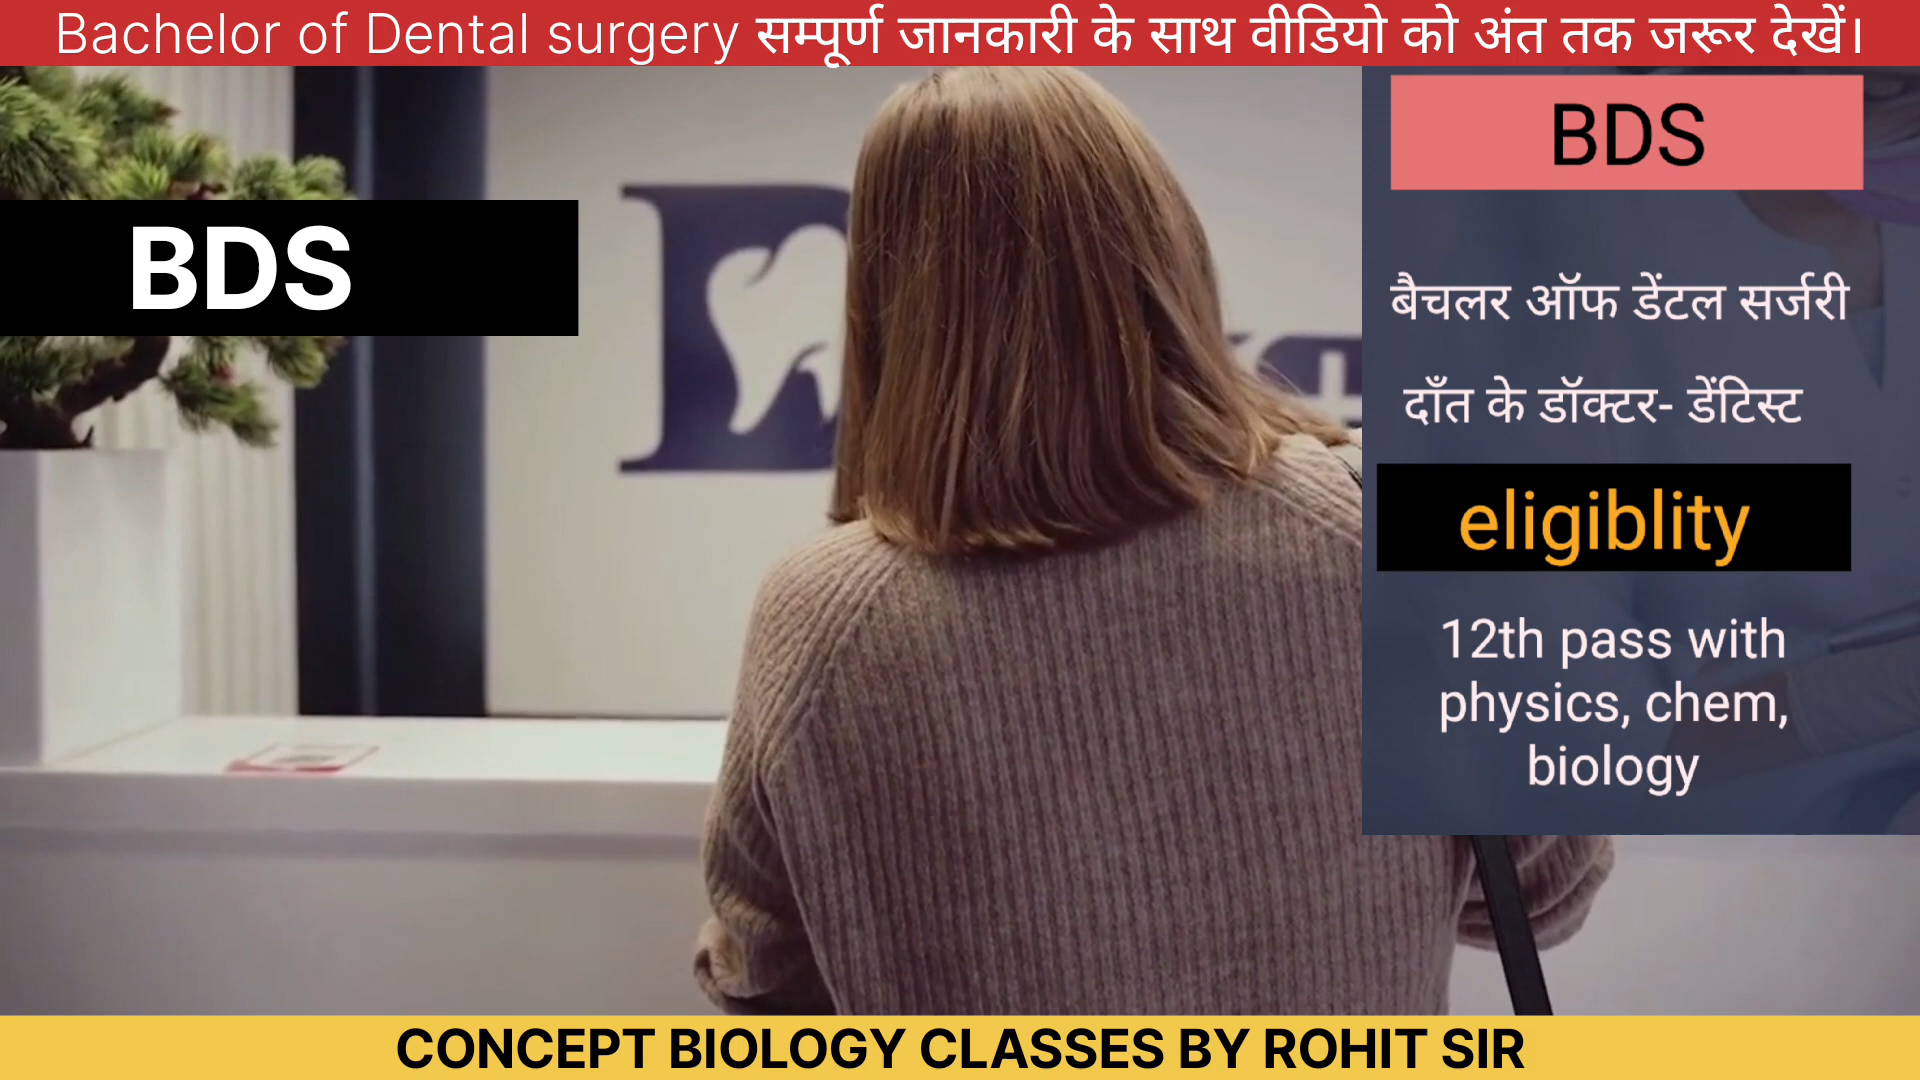 Bachelor of Dental surgery सम्पूर्ण जानकारी के साथ वीडियो को अंत तक जरूर देखें।
BDS
BDS
बैचलर ऑफ डेंटल सर्जरी
दाँत के डॉक्टर- डेंटिस्ट
eligiblity
12th pass with
physics, chem,
biology
CONCEPT BIOLOGY CLASSES BY ROHIT SIR